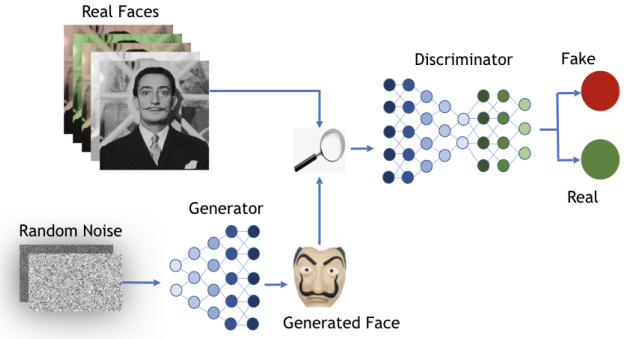 Real Faces
Discriminator
Fake
Real
Generator
Random Noise
Generated Face